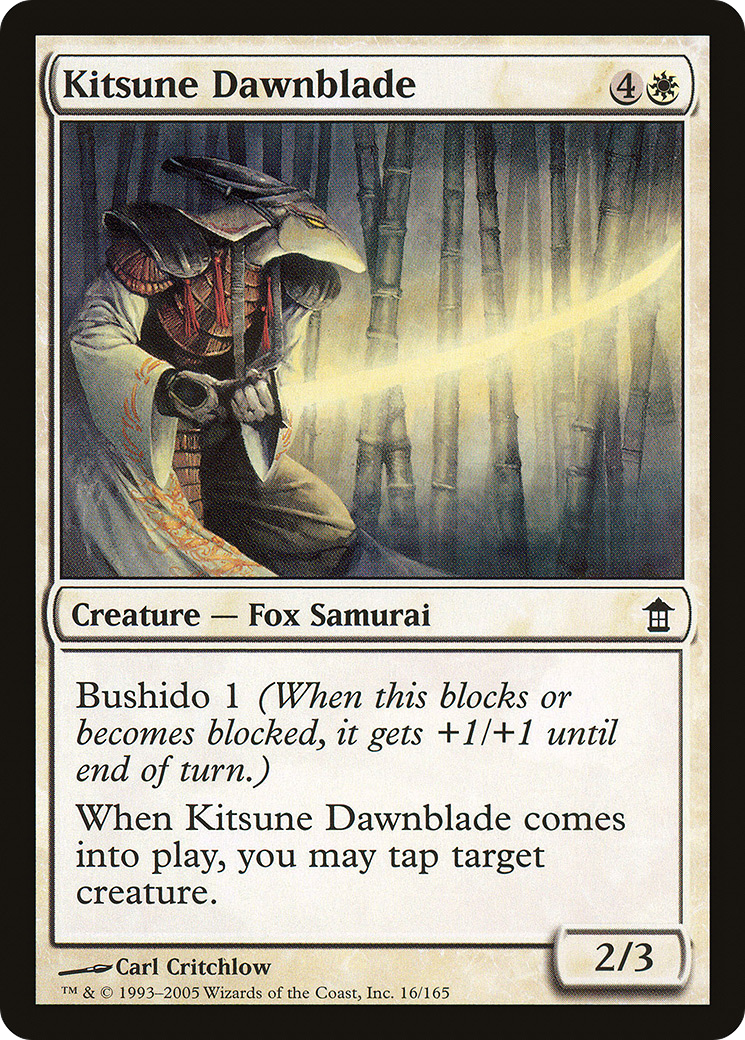 Kitsune Dawnblade
4
Creature — Fox Samurai
Bushido 1 (When this blocks or
becomes blocked, it gets +1/+1 until
end of turn.)
When Kitsune Dawnblade comes
into play, you may tap target
creature.
2/3
Carl Critchlow
™ & © 1993–2005 Wizards of the Coast, Inc. 16/165